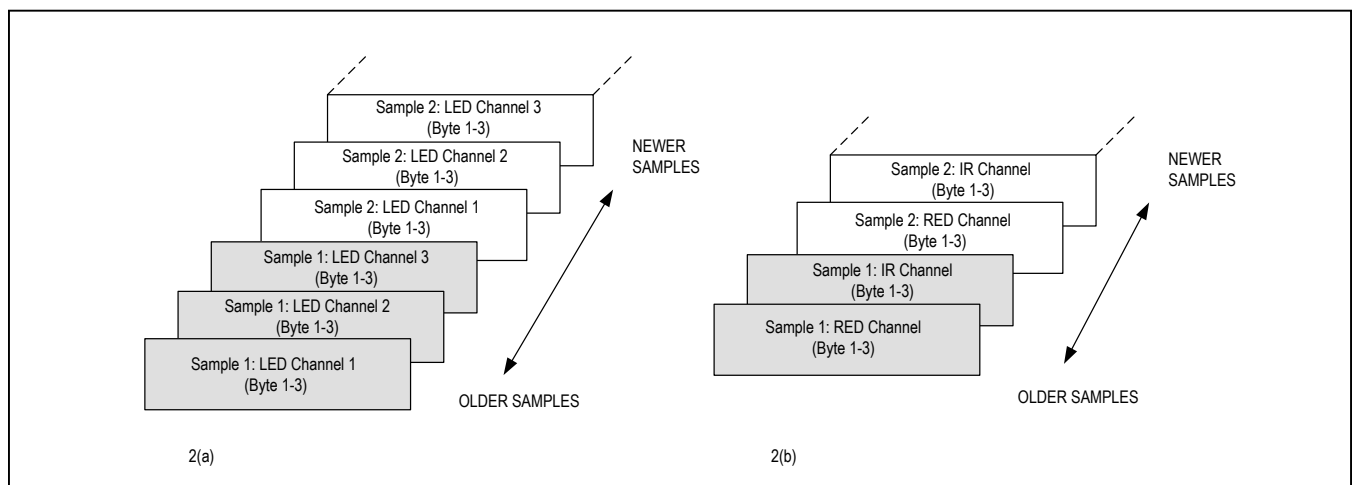 Sample 2: LED Channel 3
(Byte 1-3)
Sample 2: LED Channel 2
(Byte 1-3)
Sample 2: LED Channel 1
(Byte 1-3)
Sample 1: LED Channel 3
(Byte 1-3)
Sample 1: LED Channel 2
(Byte 1-3)
Sample 1: LED Channel 1
(Byte 1-3)
NEWER
SAMPLES
OLDER SAMPLES
2(a)
Sample 2: IR Channel
(Byte 1-3)
Sample 2: RED Channel
(Byte 1-3)
Sample 1: IR Channel
(Byte 1-3)
Sample 1: RED Channel
(Byte 1-3)
NEWER
SAMPLES
OLDER SAMPLES
2(b)